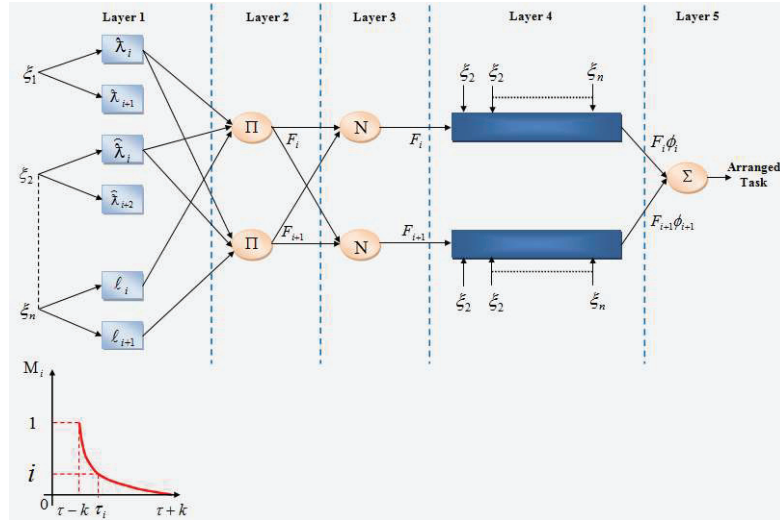 Layer 1 Layer 2 Layer 3 Layer 4 Layer 5
ξ₁
λ̂ᵢ
λ̂ᵢ₊₁
ξ₂
λ̂ᵢ
λ̂ᵢ₊₂
ξₙ
ℓᵢ
ℓᵢ₊₁
Π
Π
Fᵢ
Fᵢ₊₁
N
N
Fᵢ
Fᵢ₊₁
ξ₂ ξ₂ ξₙ
ξ₂ ξ₂ ξₙ
Fᵢϕᵢ
Fᵢ₊₁ϕᵢ₊₁
Σ
Arranged
Task
Mᵢ
1
i
0
τ−k τᵢ τ+k